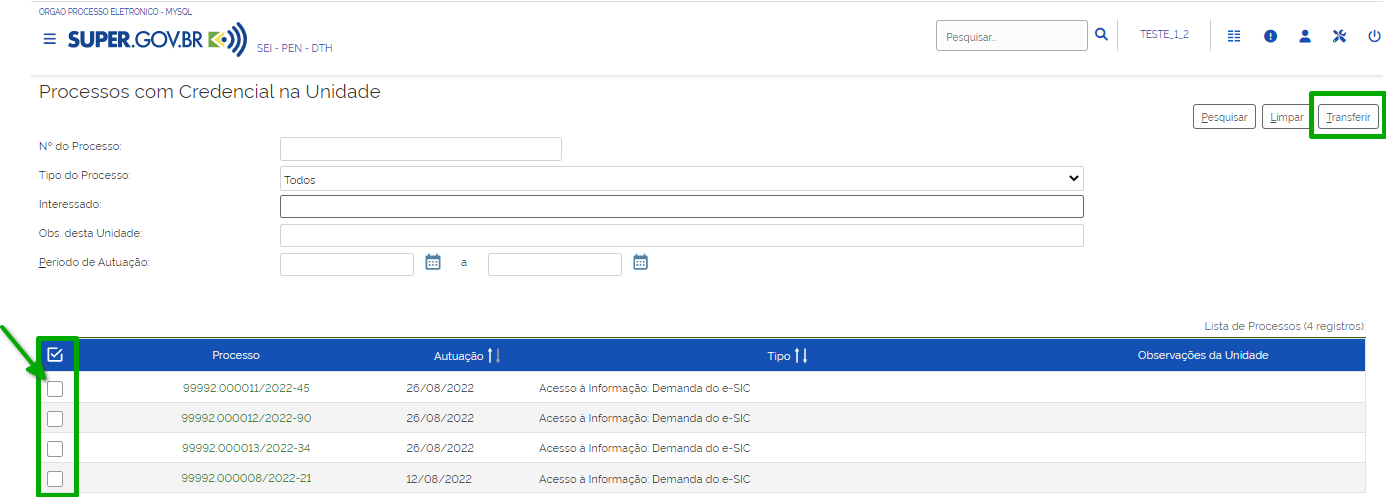 ORGAO PROCESSO ELETRONICO - MYSQL
SUPER.GOV.BR SEI - PEN - DTH Pesquisar... TESTE_1_2
Processos com Credencial na Unidade
Pesquisar Limpar Transferir
Nº do Processo:
Tipo do Processo: Todos
Interessado:
Obs. desta Unidade:
Período de Autuação: a
Lista de Processos (4 registros):
Processo Autuação Tipo Observações da Unidade
99992.000011/2022-45 26/08/2022 Acesso à Informação: Demanda do e-SIC
99992.000012/2022-90 26/08/2022 Acesso à Informação: Demanda do e-SIC
99992.000013/2022-34 26/08/2022 Acesso à Informação: Demanda do e-SIC
99992.000008/2022-21 12/08/2022 Acesso à Informação: Demanda do e-SIC